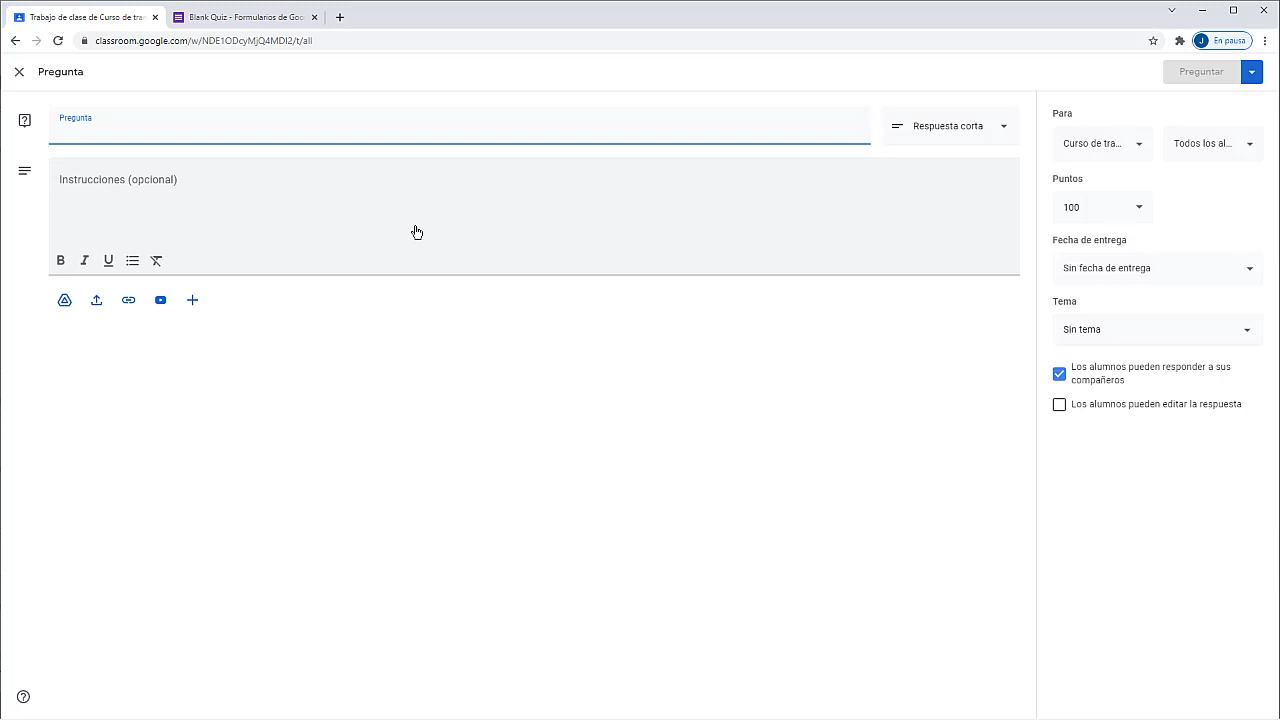 Trabajo de clase de Curso de tra
Blank Quiz - Formularios de Goo
classroom.google.com/w/NDE1ODcyMjQ4MDI2/t/all
J En pausa
Pregunta
Preguntar
Pregunta
Respuesta corta
Instrucciones (opcional)
B I U
Para
Curso de tra...
Todos los al...
Puntos
100
Fecha de entrega
Sin fecha de entrega
Tema
Sin tema
Los alumnos pueden responder a sus
compañeros
Los alumnos pueden editar la respuesta